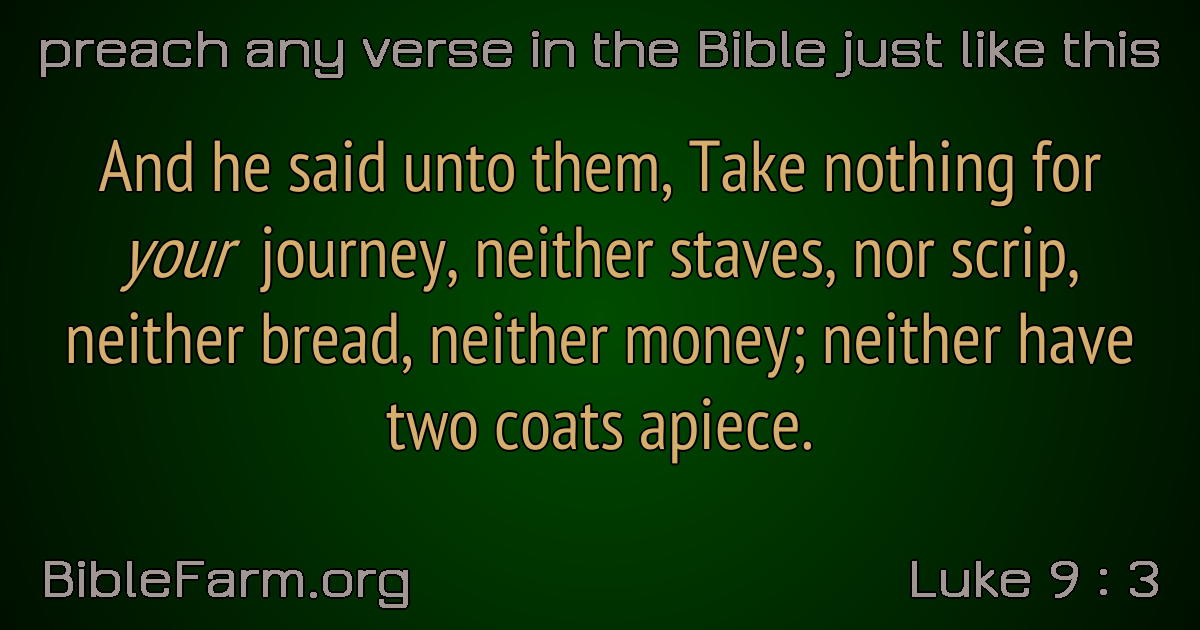 preach any verse in the Bible just like this
And he said unto them, Take nothing for
your journey, neither staves, nor scrip,
neither bread, neither money; neither have
two coats apiece.
BibleFarm.org
Luke 9 : 3